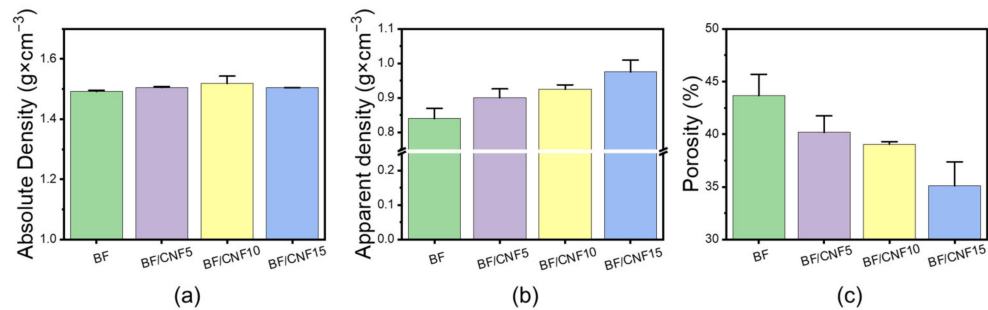 Absolute Density (g×cm⁻³)
1.6
1.4
1.2
1.0
BF
BF/CNF5
BF/CNF10
BF/CNF15
(a)
Apparent density (g×cm⁻³)
1.1
1.0
0.9
0.8
0.2
0.1
0.0
BF
BF/CNF5
BF/CNF10
BF/CNF15
(b)
Porosity (%)
50
45
40
35
30
BF
BF/CNF5
BF/CNF10
BF/CNF15
(c)